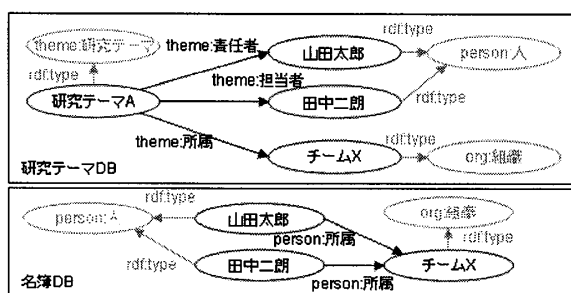 theme:研究テーマ
rdf:type
theme:責任者
山田太郎
rdf:type
person:人
theme:担当者
研究テーマA
田中二朗
rdf:type
theme:所属
rdf:type
チームX
org:組織
研究テーマDB
person:人
rdf:type
山田太郎
org:組織
person:所属
rdf:type
rdf:type
田中二朗
チームX
person:所属
名簿DB